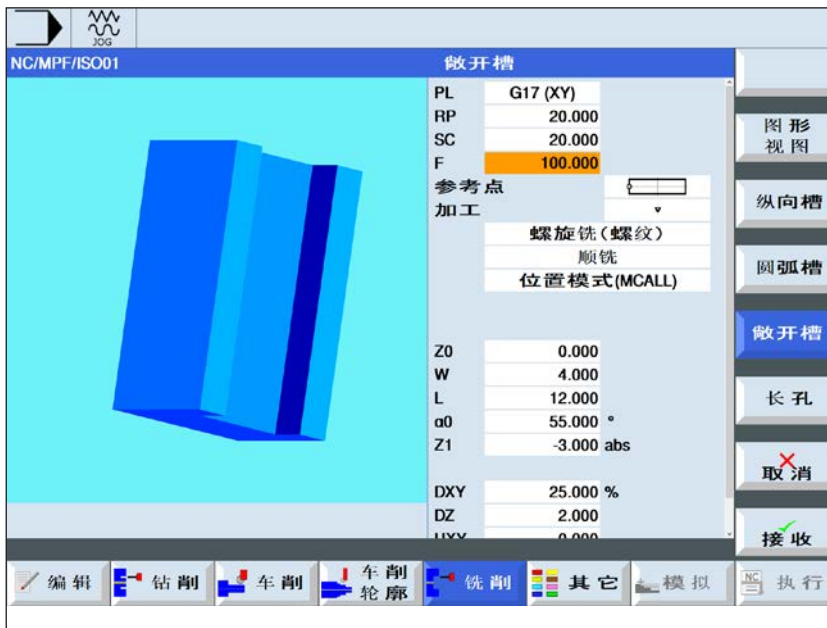 JOG
NC/MPF/ISO01
敞开槽
PL G17 (XY)
RP 20.000
SC 20.000
F 100.000
参考点
加工 ▿
螺旋铣(螺纹)
顺铣
位置模式(MCALL)
Z0 0.000
W 4.000
L 12.000
α0 55.000 °
Z1 -3.000 abs
DXY 25.000 %
DZ 2.000
UXY 0.000
图形
视图
纵向槽
圆弧槽
敞开槽
长孔
取消
接收
编辑
钻削
车削
车削
轮廓
铣削
其它
模拟
NC
执行